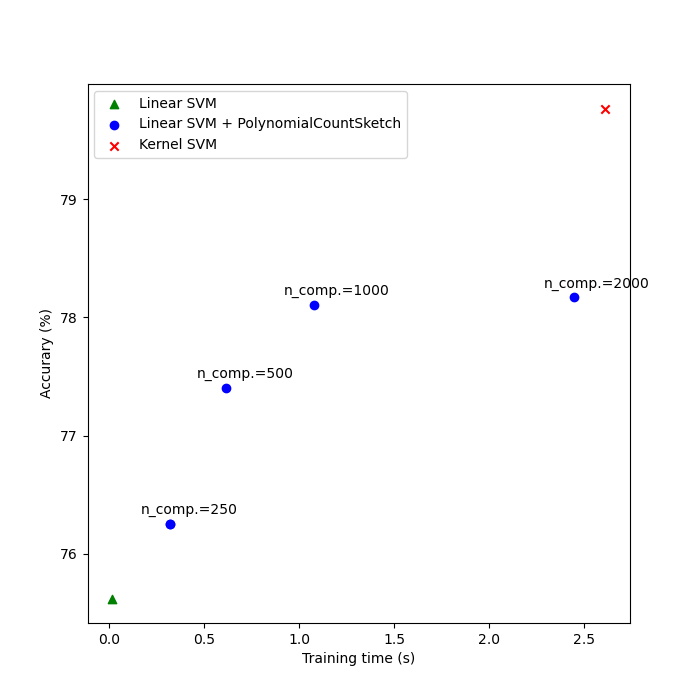 Linear SVM
Linear SVM + PolynomialCountSketch
Kernel SVM
79
78
77
76
n_comp.=2000
n_comp.=1000
n_comp.=500
n_comp.=250
Accurary (%)
0.0 0.5 1.0 1.5 2.0 2.5
Training time (s)